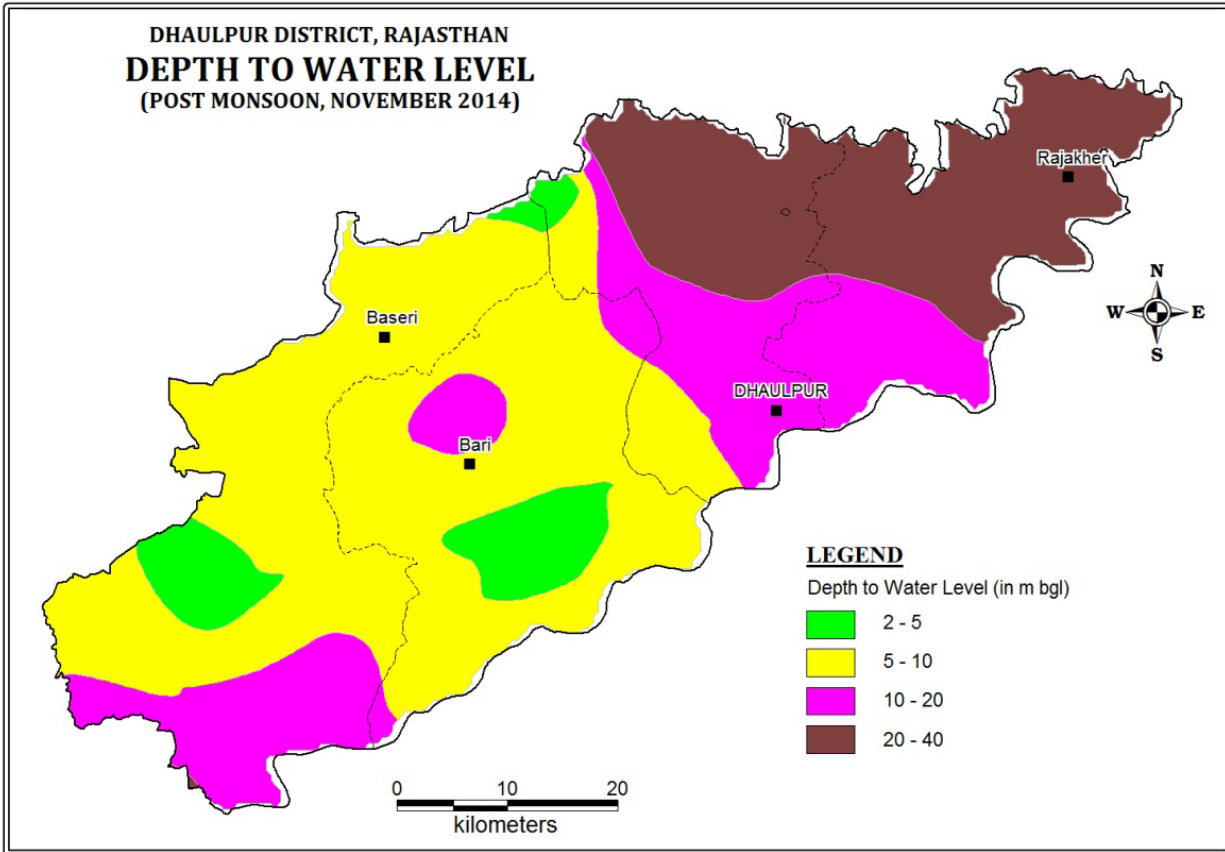 DHAULPUR DISTRICT, RAJASTHAN
DEPTH TO WATER LEVEL
(POST MONSOON, NOVEMBER 2014)
Rajakher
N
W E
S
Baseri
DHAULPUR
Bari
LEGEND
Depth to Water Level (in m bgl)
2 - 5
5 - 10
10 - 20
20 - 40
0 10 20
kilometers